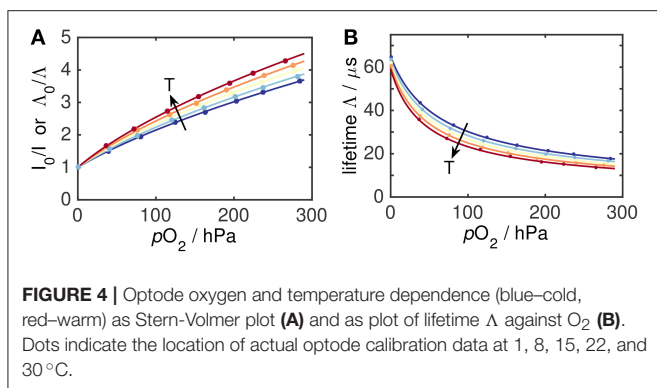 A
B
I₀/I or Λ₀/Λ
5
4
3
2
1
T
0
100
200
300
pO₂ / hPa
lifetime Λ / μs
60
40
20
0
T
0
100
200
300
pO₂ / hPa
FIGURE 4 | Optode oxygen and temperature dependence (blue–cold,
red–warm) as Stern-Volmer plot (A) and as plot of lifetime Λ against O₂ (B).
Dots indicate the location of actual optode calibration data at 1, 8, 15, 22, and
30 °C.